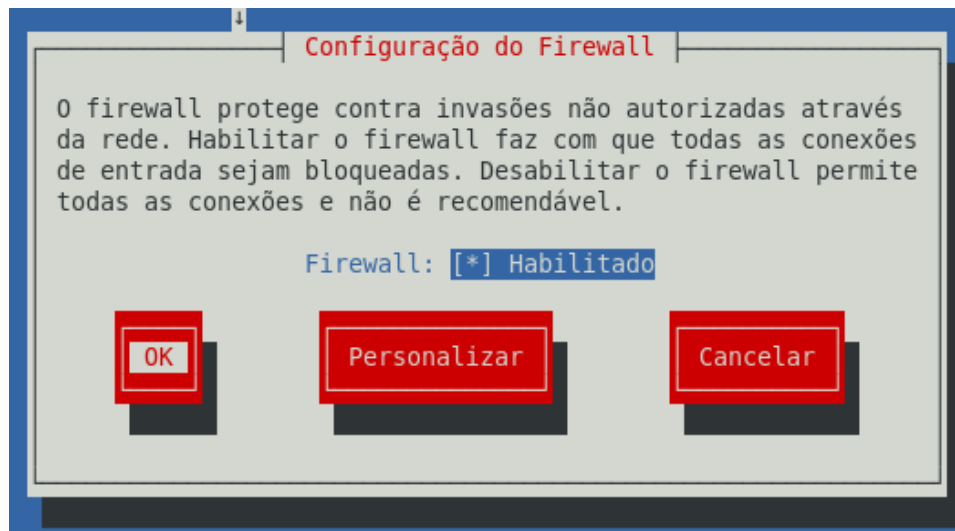 ↓
Configuração do Firewall
O firewall protege contra invasões não autorizadas através
da rede. Habilitar o firewall faz com que todas as conexões
de entrada sejam bloqueadas. Desabilitar o firewall permite
todas as conexões e não é recomendável.
Firewall: [*] Habilitado
OK Personalizar Cancelar